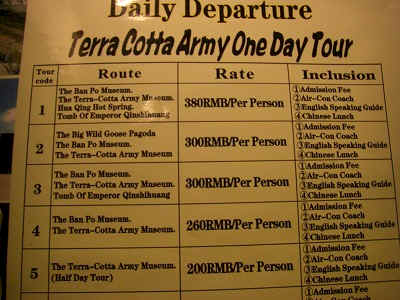 Daily Departure
Terra Cotta Army One Day Tour
Tour code
Route
Rate
Inclusion
1
The Ban Po Museum.
The Terra-Cotta Army Museum.
Hua Qing Hot Spring.
Tomb Of Emperor Qinshihuang
380RMB/Per Person
①Admission Fee
②Air-Con Coach
③English Speaking Guide
④Chinese Lunch
2
The Big Wild Goose Pagoda
The Ban Po Museum.
The Terra-Cotta Army Museum.
300RMB/Per Person
①Admission Fee
②Air-Con Coach
③English Speaking Guide
④Chinese Lunch
3
The Ban Po Museum.
The Terra-Cotta Army Museum.
Tomb Of Emperor Qinshihuang
300RMB/Per Person
①Admission Fee
②Air-Con Coach
③English Speaking Guide
④Chinese Lunch
4
The Ban Po Museum.
The Terra-Cotta Army Museum.
260RMB/Per Person
①Admission Fee
②Air-Con Coach
③English Speaking Guide
④Chinese Lunch
5
The Terra-Cotta Army Museum.
(Half Day Tour)
200RMB/Per Person
①Admission Fee
②Air-Con Coach
③English Speaking Guide
④Chinese Lunch